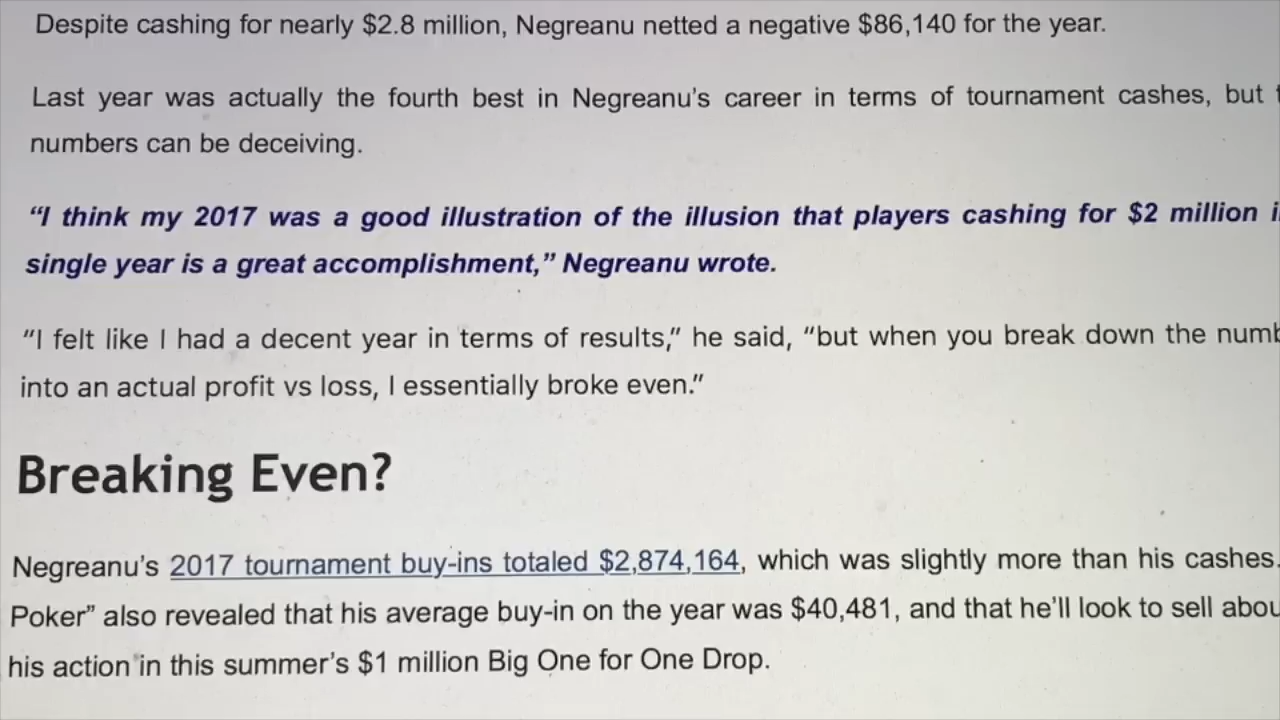 Despite cashing for nearly $2.8 million, Negreanu netted a negative $86,140 for the year.
Last year was actually the fourth best in Negreanu's career in terms of tournament cashes, but
numbers can be deceiving.
“I think my 2017 was a good illustration of the illusion that players cashing for $2 million
single year is a great accomplishment,” Negreanu wrote.
“I felt like I had a decent year in terms of results,” he said, “but when you break down the
into an actual profit vs loss, I essentially broke even.”
Breaking Even?
Negreanu's 2017 tournament buy-ins totaled $2,874,164, which was slightly more than his cashes.
Poker” also revealed that his average buy-in on the year was $40,481, and that he'll look to sell
his action in this summer's $1 million Big One for One Drop.